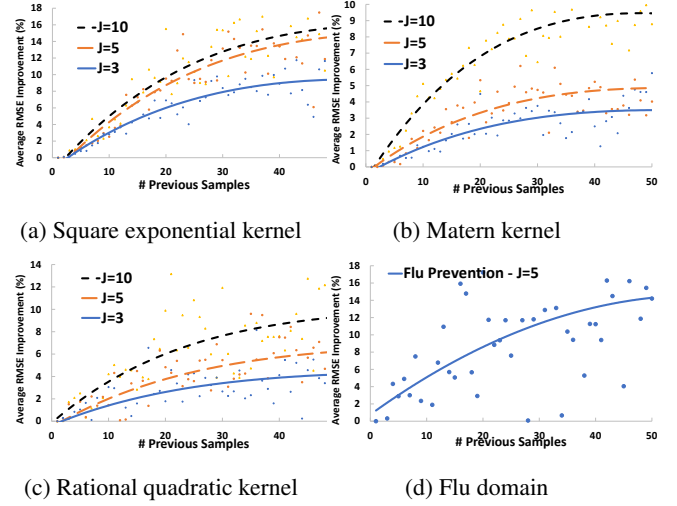 Average RMSE Improvement (%)
18
16
14
12
10
8
6
4
2
0
-J=10
J=5
J=3
0 10 20 30 40
# Previous Samples
(a) Square exponential kernel
Average RMSE Improvement (%)
10
9
8
7
6
5
4
3
2
1
0
-J=10
J=5
J=3
0 10 20 30 40 50
# Previous Samples
(b) Matern kernel
Average RMSE Improvement (%)
14
12
10
8
6
4
2
0
J=10
J=5
J=3
0 10 20 30 40
# Previous Samples
(c) Rational quadratic kernel
Average RMSE Improvement (%)
18
16
14
12
10
8
6
4
2
0
Flu Prevention - J=5
0 10 20 30 40 50
# Previous Samples
(d) Flu domain